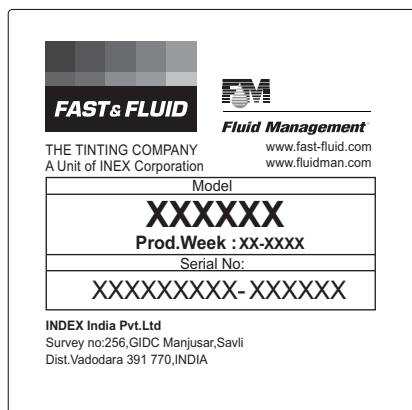 FAST & FLUID
FM
Fluid Management®
THE TINTING COMPANY
A Unit of INEX Corporation
www.fast-fluid.com
www.fluidman.com
Model
XXXXXX
Prod.Week : XX-XXXX
Serial No:
XXXXXXXXXX-XXXXXX
INDEX India Pvt.Ltd
Survey no:256,GIDC Manjusar,Savli
Dist.Vadodara 391 770,INDIA